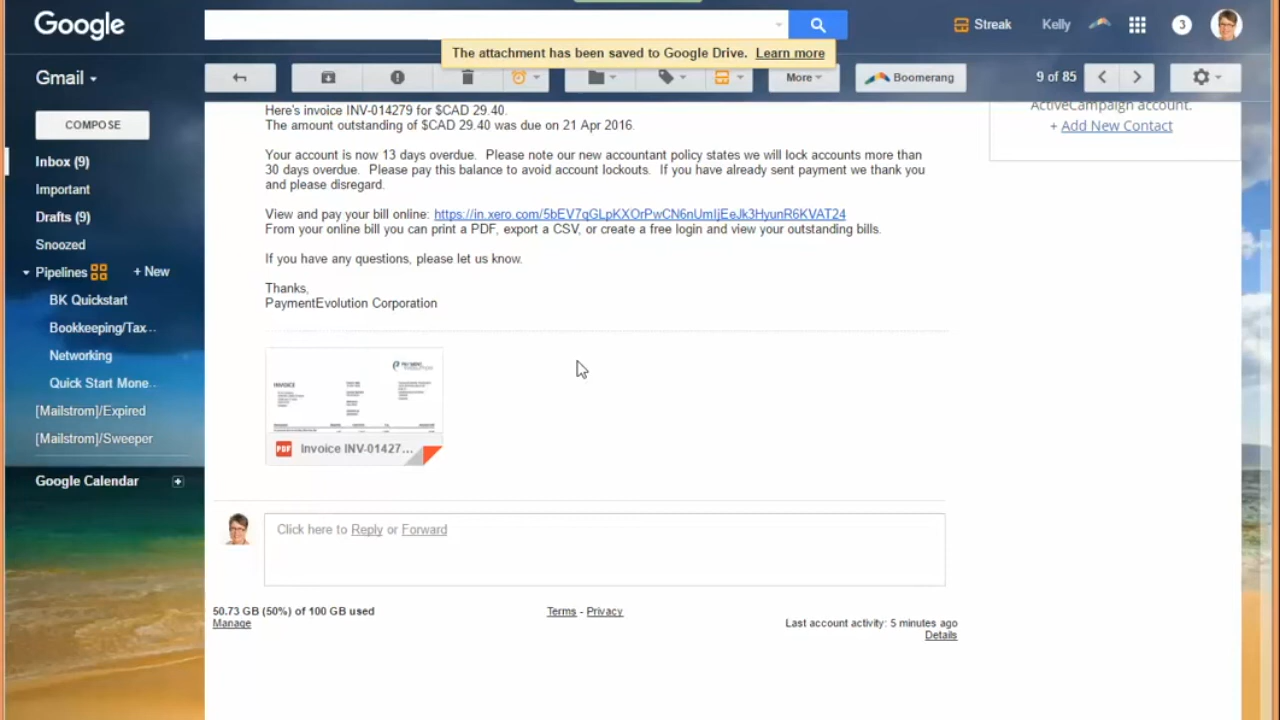 Google
Streak
Kelly
3
The attachment has been saved to Google Drive. Learn more
Gmail
More
Boomerang
9 of 85
COMPOSE
Inbox (9)
Important
Drafts (9)
Snoozed
Pipelines + New
BK Quickstart
Bookkeeping/Tax...
Networking
Quick Start Mone...
[Mailstrom]/Expired
[Mailstrom]/Sweeper
Google Calendar
Here's invoice INV-014279 for $CAD 29.40.
The amount outstanding of $CAD 29.40 was due on 21 Apr 2016.
Your account is now 13 days overdue. Please note our new accountant policy states we will lock accounts more than
30 days overdue. Please pay this balance to avoid account lockouts. If you have already sent payment we thank you
and please disregard.
View and pay your bill online: https://in.xero.com/5bEV7qGLpKXOrPwCN6nUmIjEeJk3HyunR6KVAT24
From your online bill you can print a PDF, export a CSV, or create a free login and view your outstanding bills.
If you have any questions, please let us know.
Thanks,
PaymentEvolution Corporation
INVOICE
PDF Invoice INV-01427...
Click here to Reply or Forward
50.73 GB (50%) of 100 GB used
Manage
Terms - Privacy
Last account activity: 5 minutes ago
Details
ActiveCampaign account.
+ Add New Contact